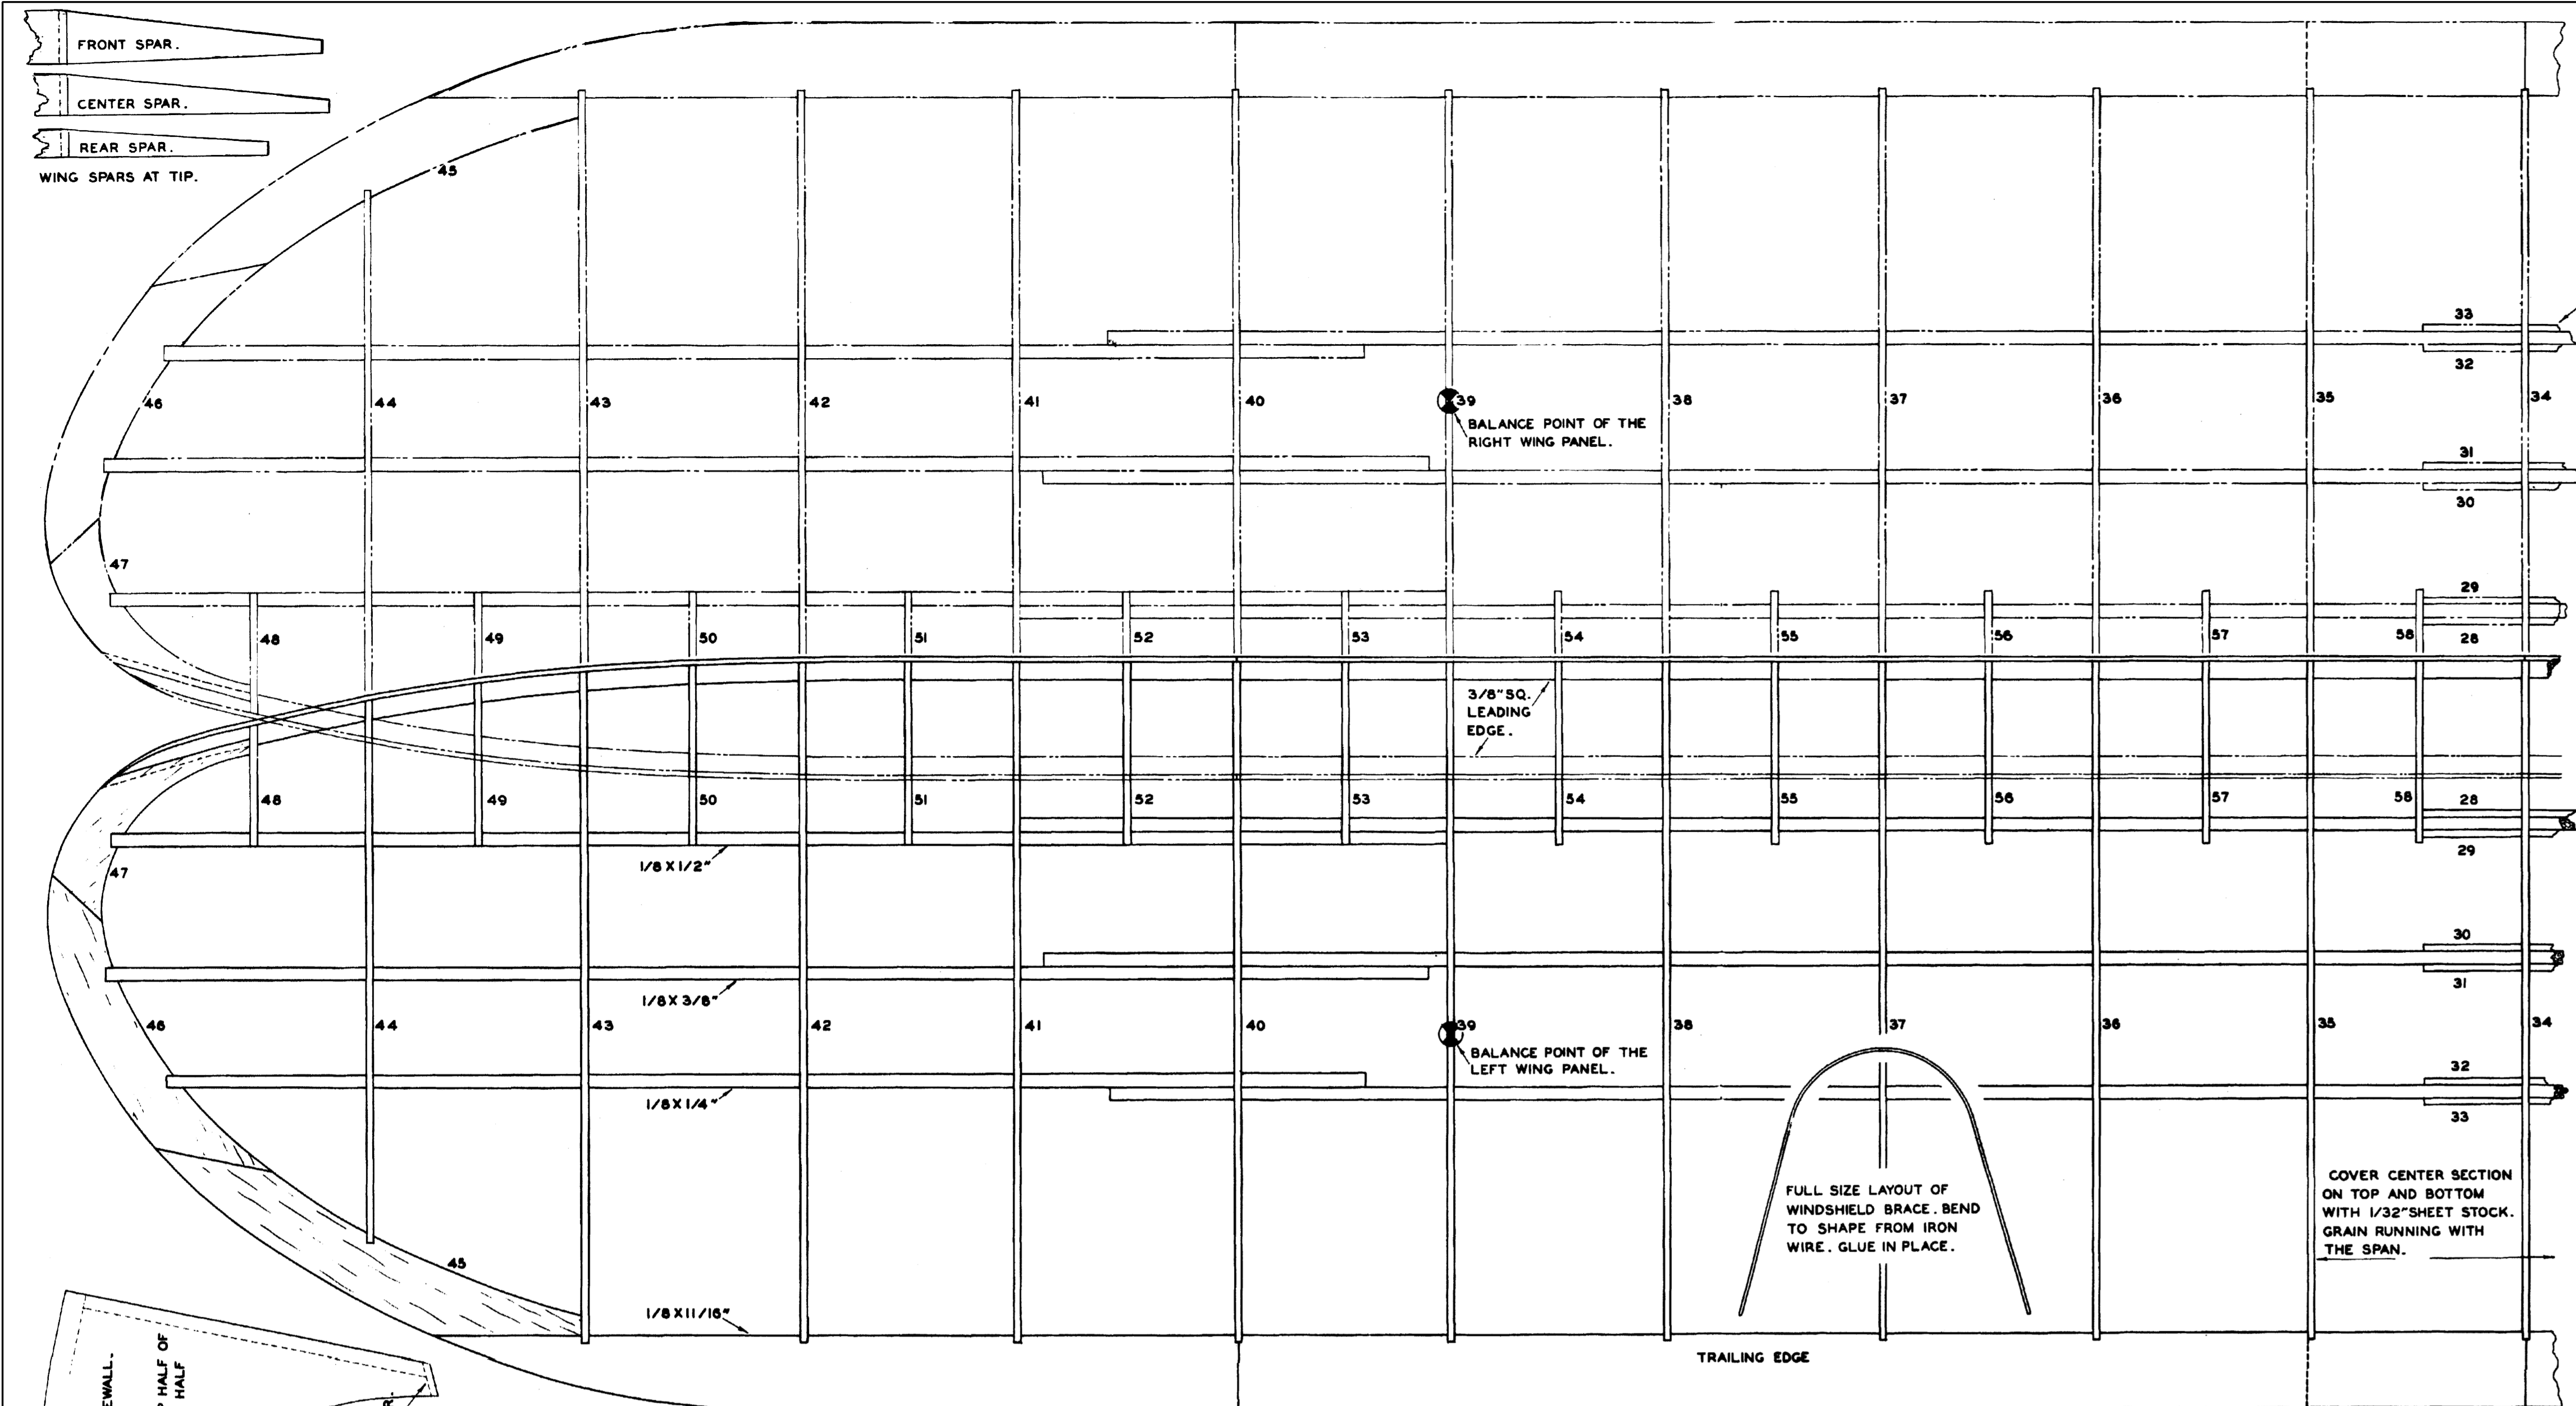 FRONT SPAR.
CENTER SPAR.
REAR SPAR.
WING SPARS AT TIP.
45
33
32
46
44
43
42
41
40
39
38
37
36
35
34
BALANCE POINT OF THE
RIGHT WING PANEL.
31
30
47
29
48
49
50
51
52
53
54
55
56
57
58
28
3/8" SQ.
LEADING
EDGE.
48
49
50
51
52
53
54
55
56
57
58
28
1/8 X 1/2"
29
47
30
1/8 X 3/8"
31
46
44
43
42
41
40
39
38
37
36
35
34
BALANCE POINT OF THE
LEFT WING PANEL.
32
1/8 X 1/4"
33
COVER CENTER SECTION
ON TOP AND BOTTOM
WITH 1/32" SHEET STOCK.
GRAIN RUNNING WITH
THE SPAN.
FULL SIZE LAYOUT OF
WINDSHIELD BRACE. BEND
TO SHAPE FROM IRON
WIRE. GLUE IN PLACE.
45
1/8 X 11/16"
TRAILING EDGE
EWALL.
HALF OF
HALF
R.